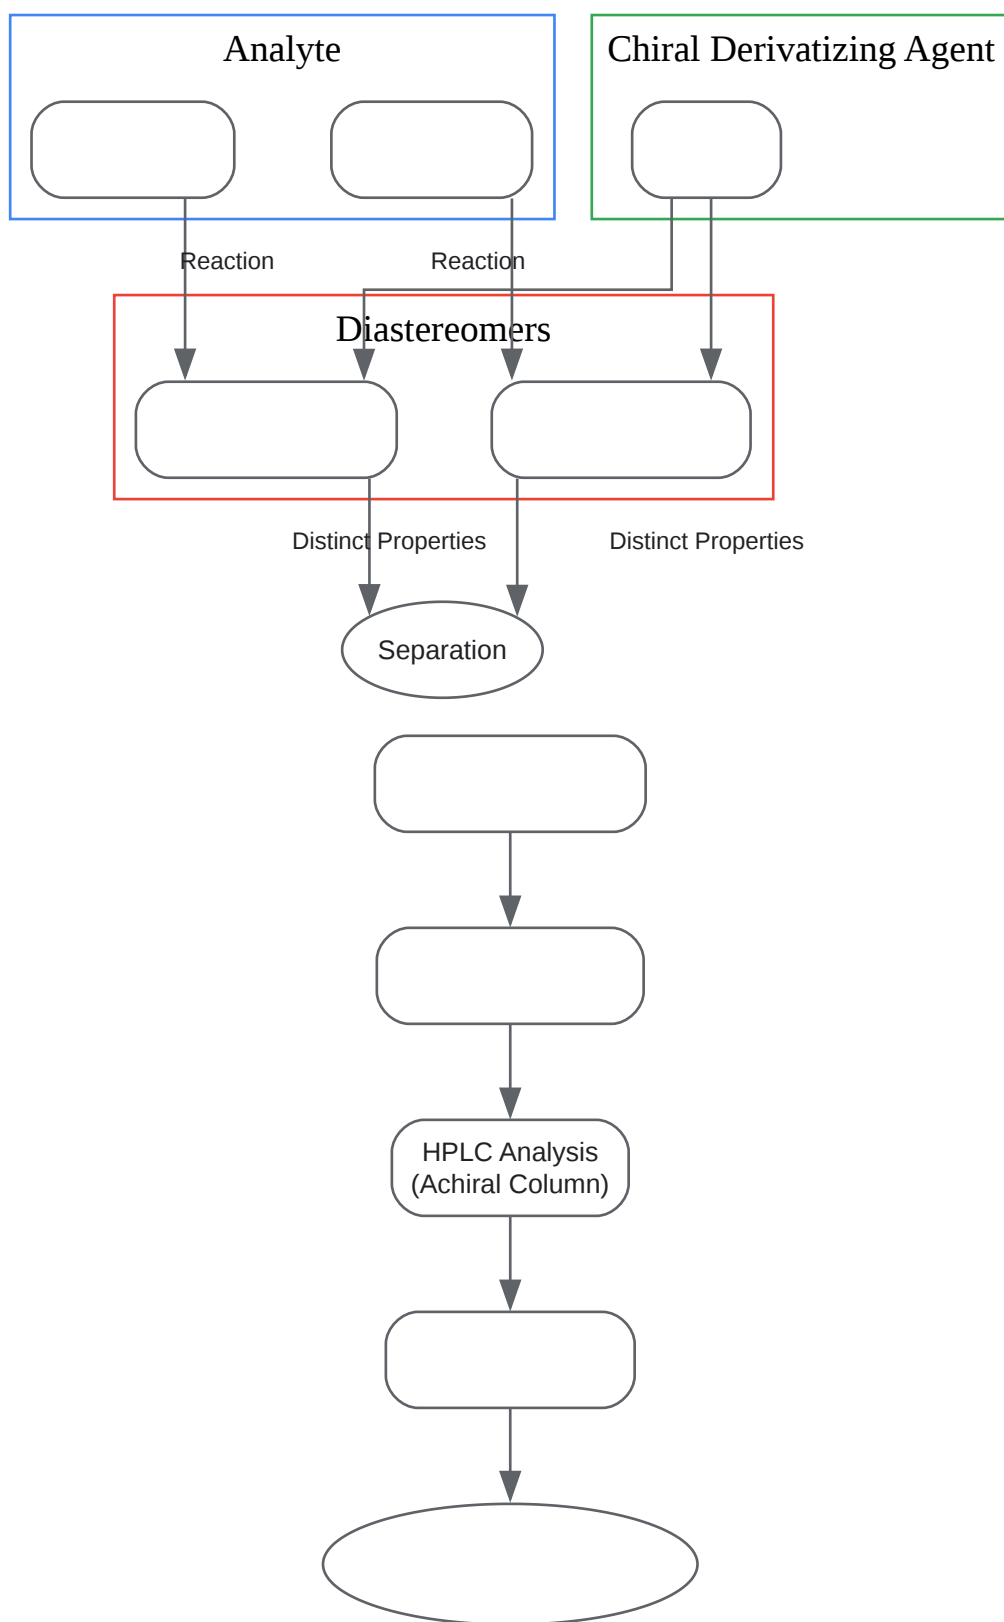 Analyte
Chiral Derivatizing Agent
Reaction
Reaction
Diastereomers
Distinct Properties
Distinct Properties
Separation
HPLC Analysis
(Achiral Column)